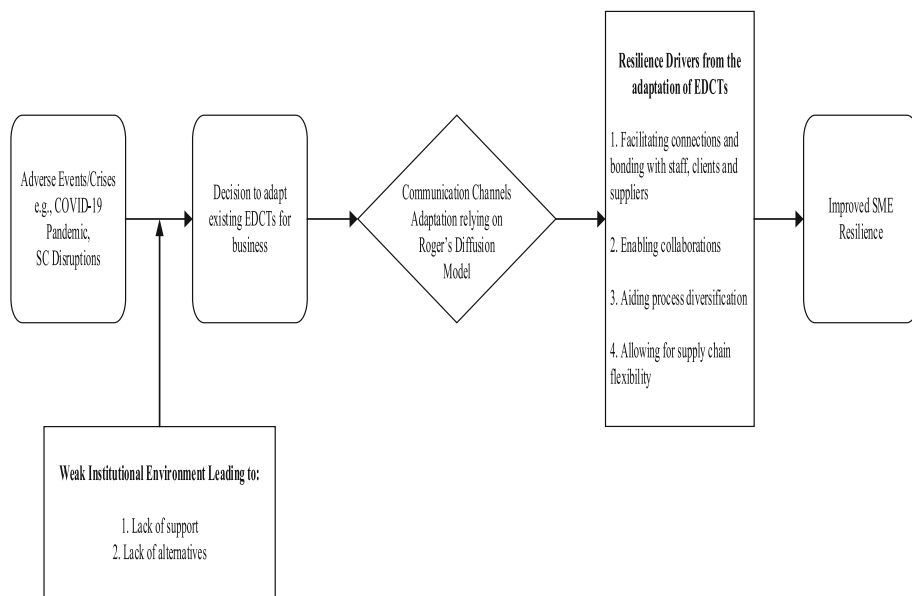 Adverse Events/Crises
e.g., COVID-19
Pandemic,
SC Disruptions
Decision to adapt
existing EDCTs for
business
Communication Channels
Adaptation relying on
Roger's Diffusion
Model
Resilience Drivers from the
adaptation of EDCTs
1. Facilitating connections and
bonding with staff, clients and
suppliers
2. Enabling collaborations
3. Aiding process diversification
4. Allowing for supply chain
flexibility
Improved SME
Resilience
Weak Institutional Environment Leading to:
1. Lack of support
2. Lack of alternatives